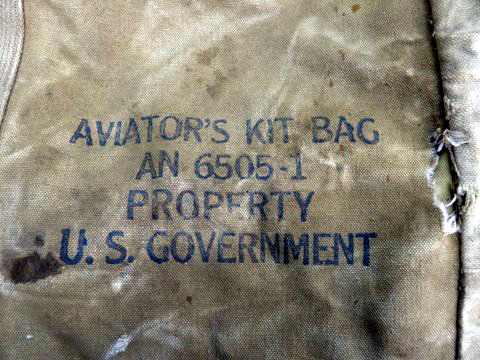 AVIATOR'S KIT BAG
AN 6505-1
PROPERTY
U. S. GOVERNMENT